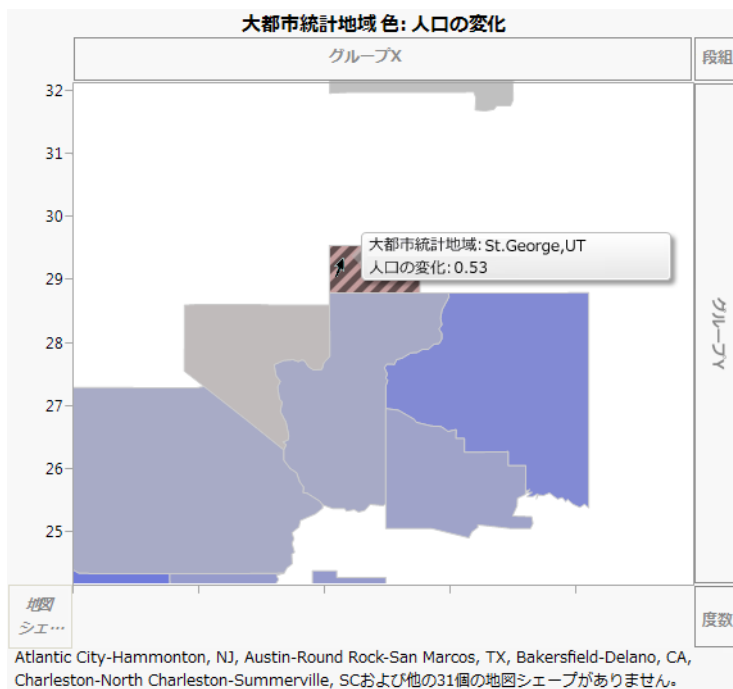 大都市統計地域 色: 人口の変化
グループX
段組
32
31
30
29
28
27
26
25
大都市統計地域: St.George,UT
人口の変化: 0.53
グループY
地図
シェ…
度数
Atlantic City-Hammonton, NJ, Austin-Round Rock-San Marcos, TX, Bakersfield-Delano, CA,
Charleston-North Charleston-Summerville, SCおよび他の31個の地図シェープがありません。